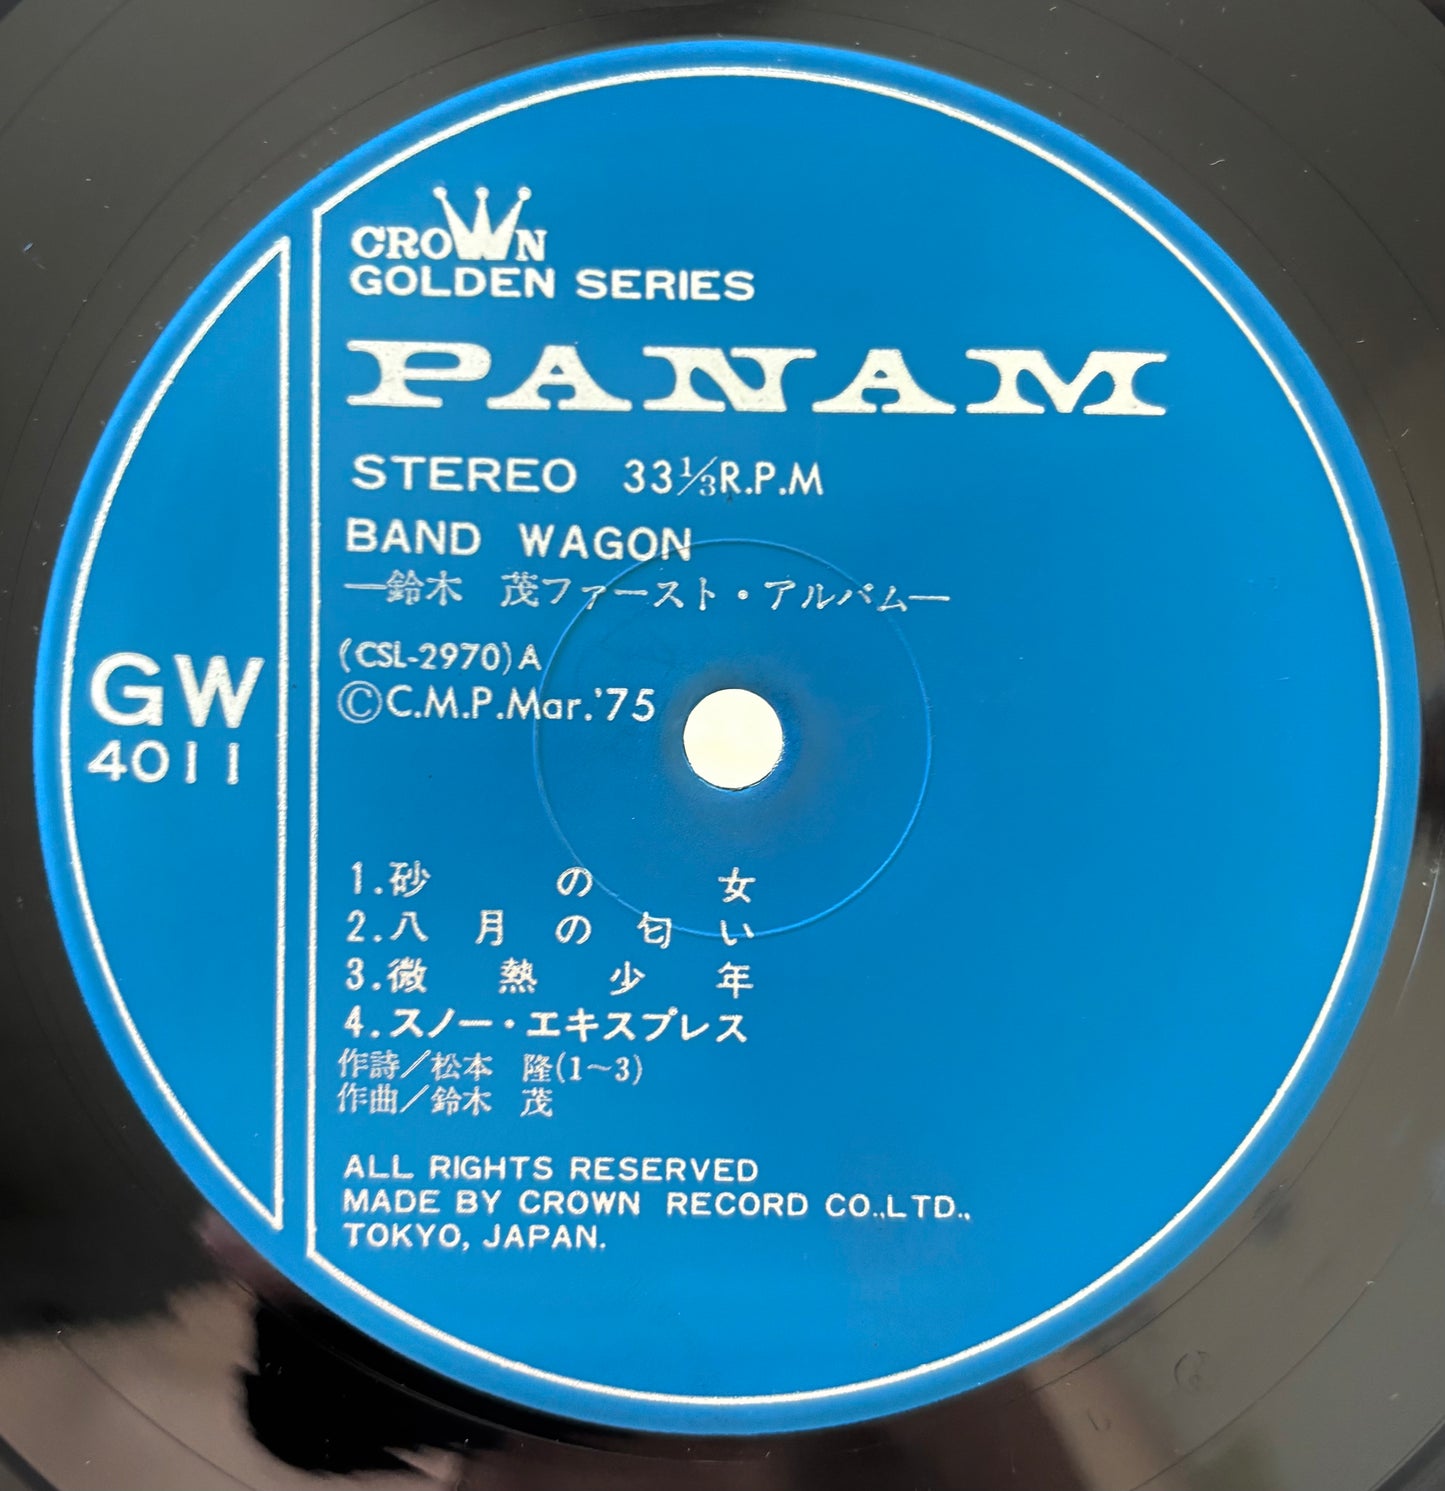 CROWN
GOLDEN SERIES
PANAM
STEREO 33⅓R.P.M
BAND WAGON
—鈴木 茂ファースト・アルバム—
(CSL-2970)A
ⒸC.M.P.Mar.'75
GW
4011
1.砂の女
2.八月の匂い
3.微熱少年
4.スノー・エキスプレス
作詩/松本 隆(1~3)
作曲/鈴木 茂
ALL RIGHTS RESERVED
MADE BY CROWN RECORD CO.,LTD.,
TOKYO, JAPAN.